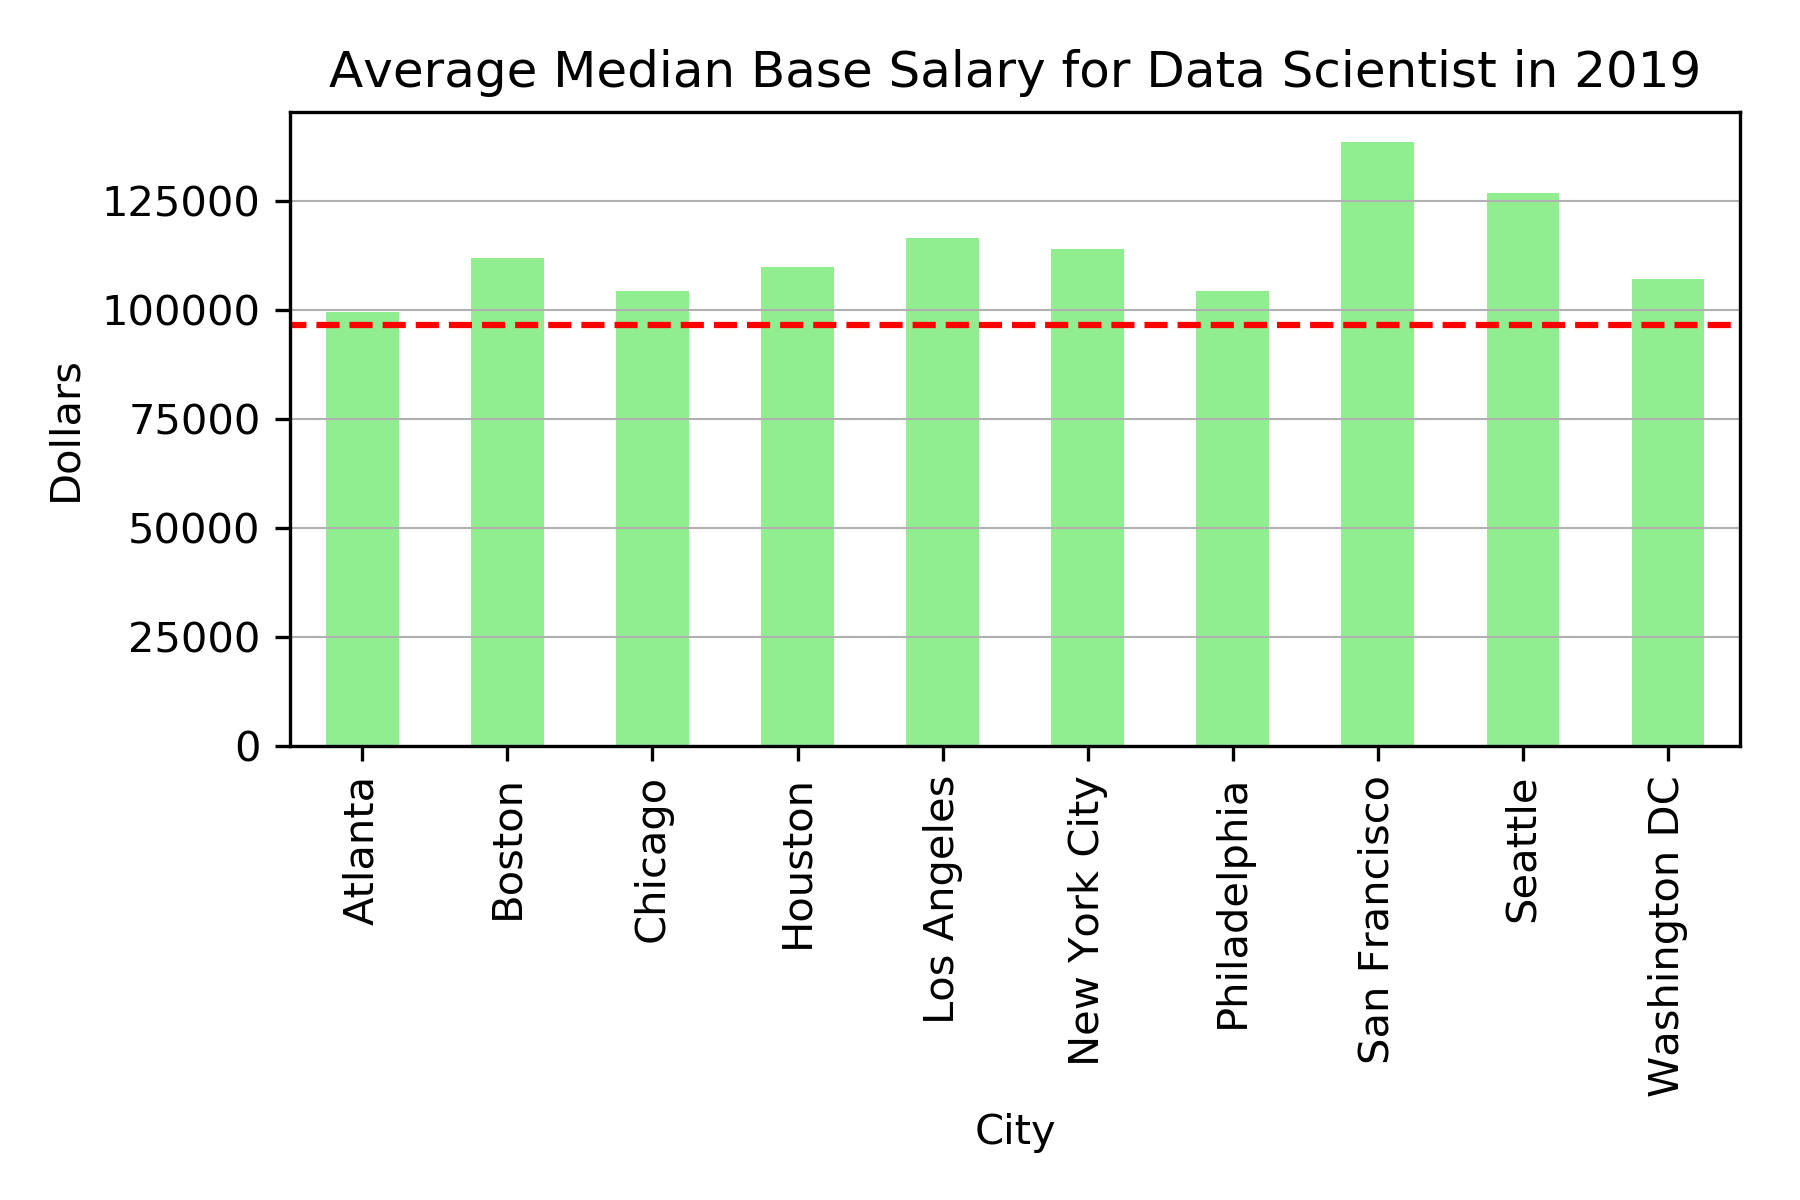 Average Median Base Salary for Data Scientist in 2019
125000
100000
75000
50000
25000
0
Dollars
Atlanta
Boston
Chicago
Houston
Los Angeles
New York City
Philadelphia
San Francisco
Seattle
Washington DC
City